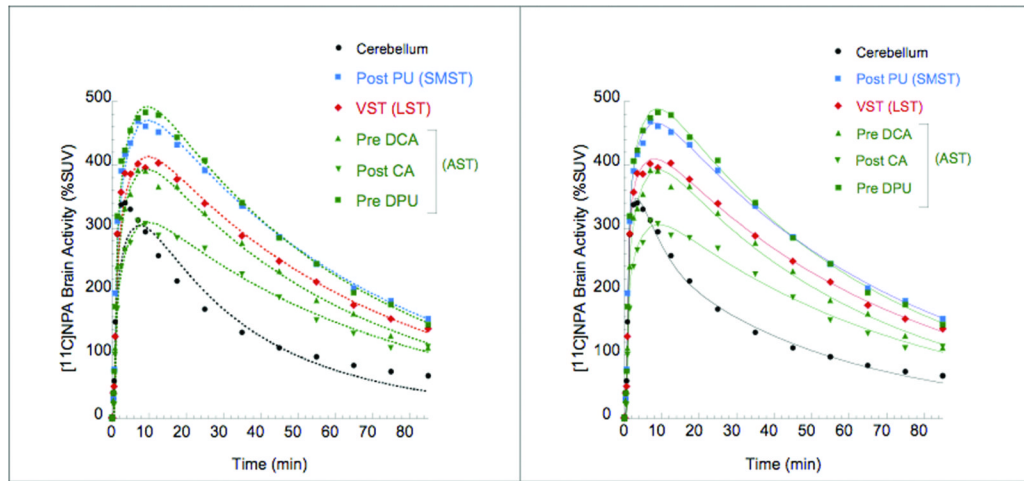 Cerebellum
Post PU (SMST)
VST (LST)
Pre DCA
Post CA
(AST)
Pre DPU
[11C]NPA Brain Activity (%SUV)
500
400
300
200
100
0
0 10 20 30 40 50 60 70 80
Time (min)
Cerebellum
Post PU (SMST)
VST (LST)
Pre DCA
Post CA
(AST)
Pre DPU
[11C]NPA Brain Activity (%SUV)
500
400
300
200
100
0
0 10 20 30 40 50 60 70 80
Time (min)